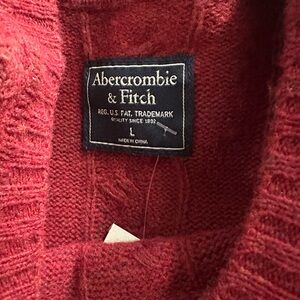 Abercrombie
& Fitch
REG. U.S. PAT. TRADEMARK
QUALITY SINCE 1892
L
MADE IN CHINA